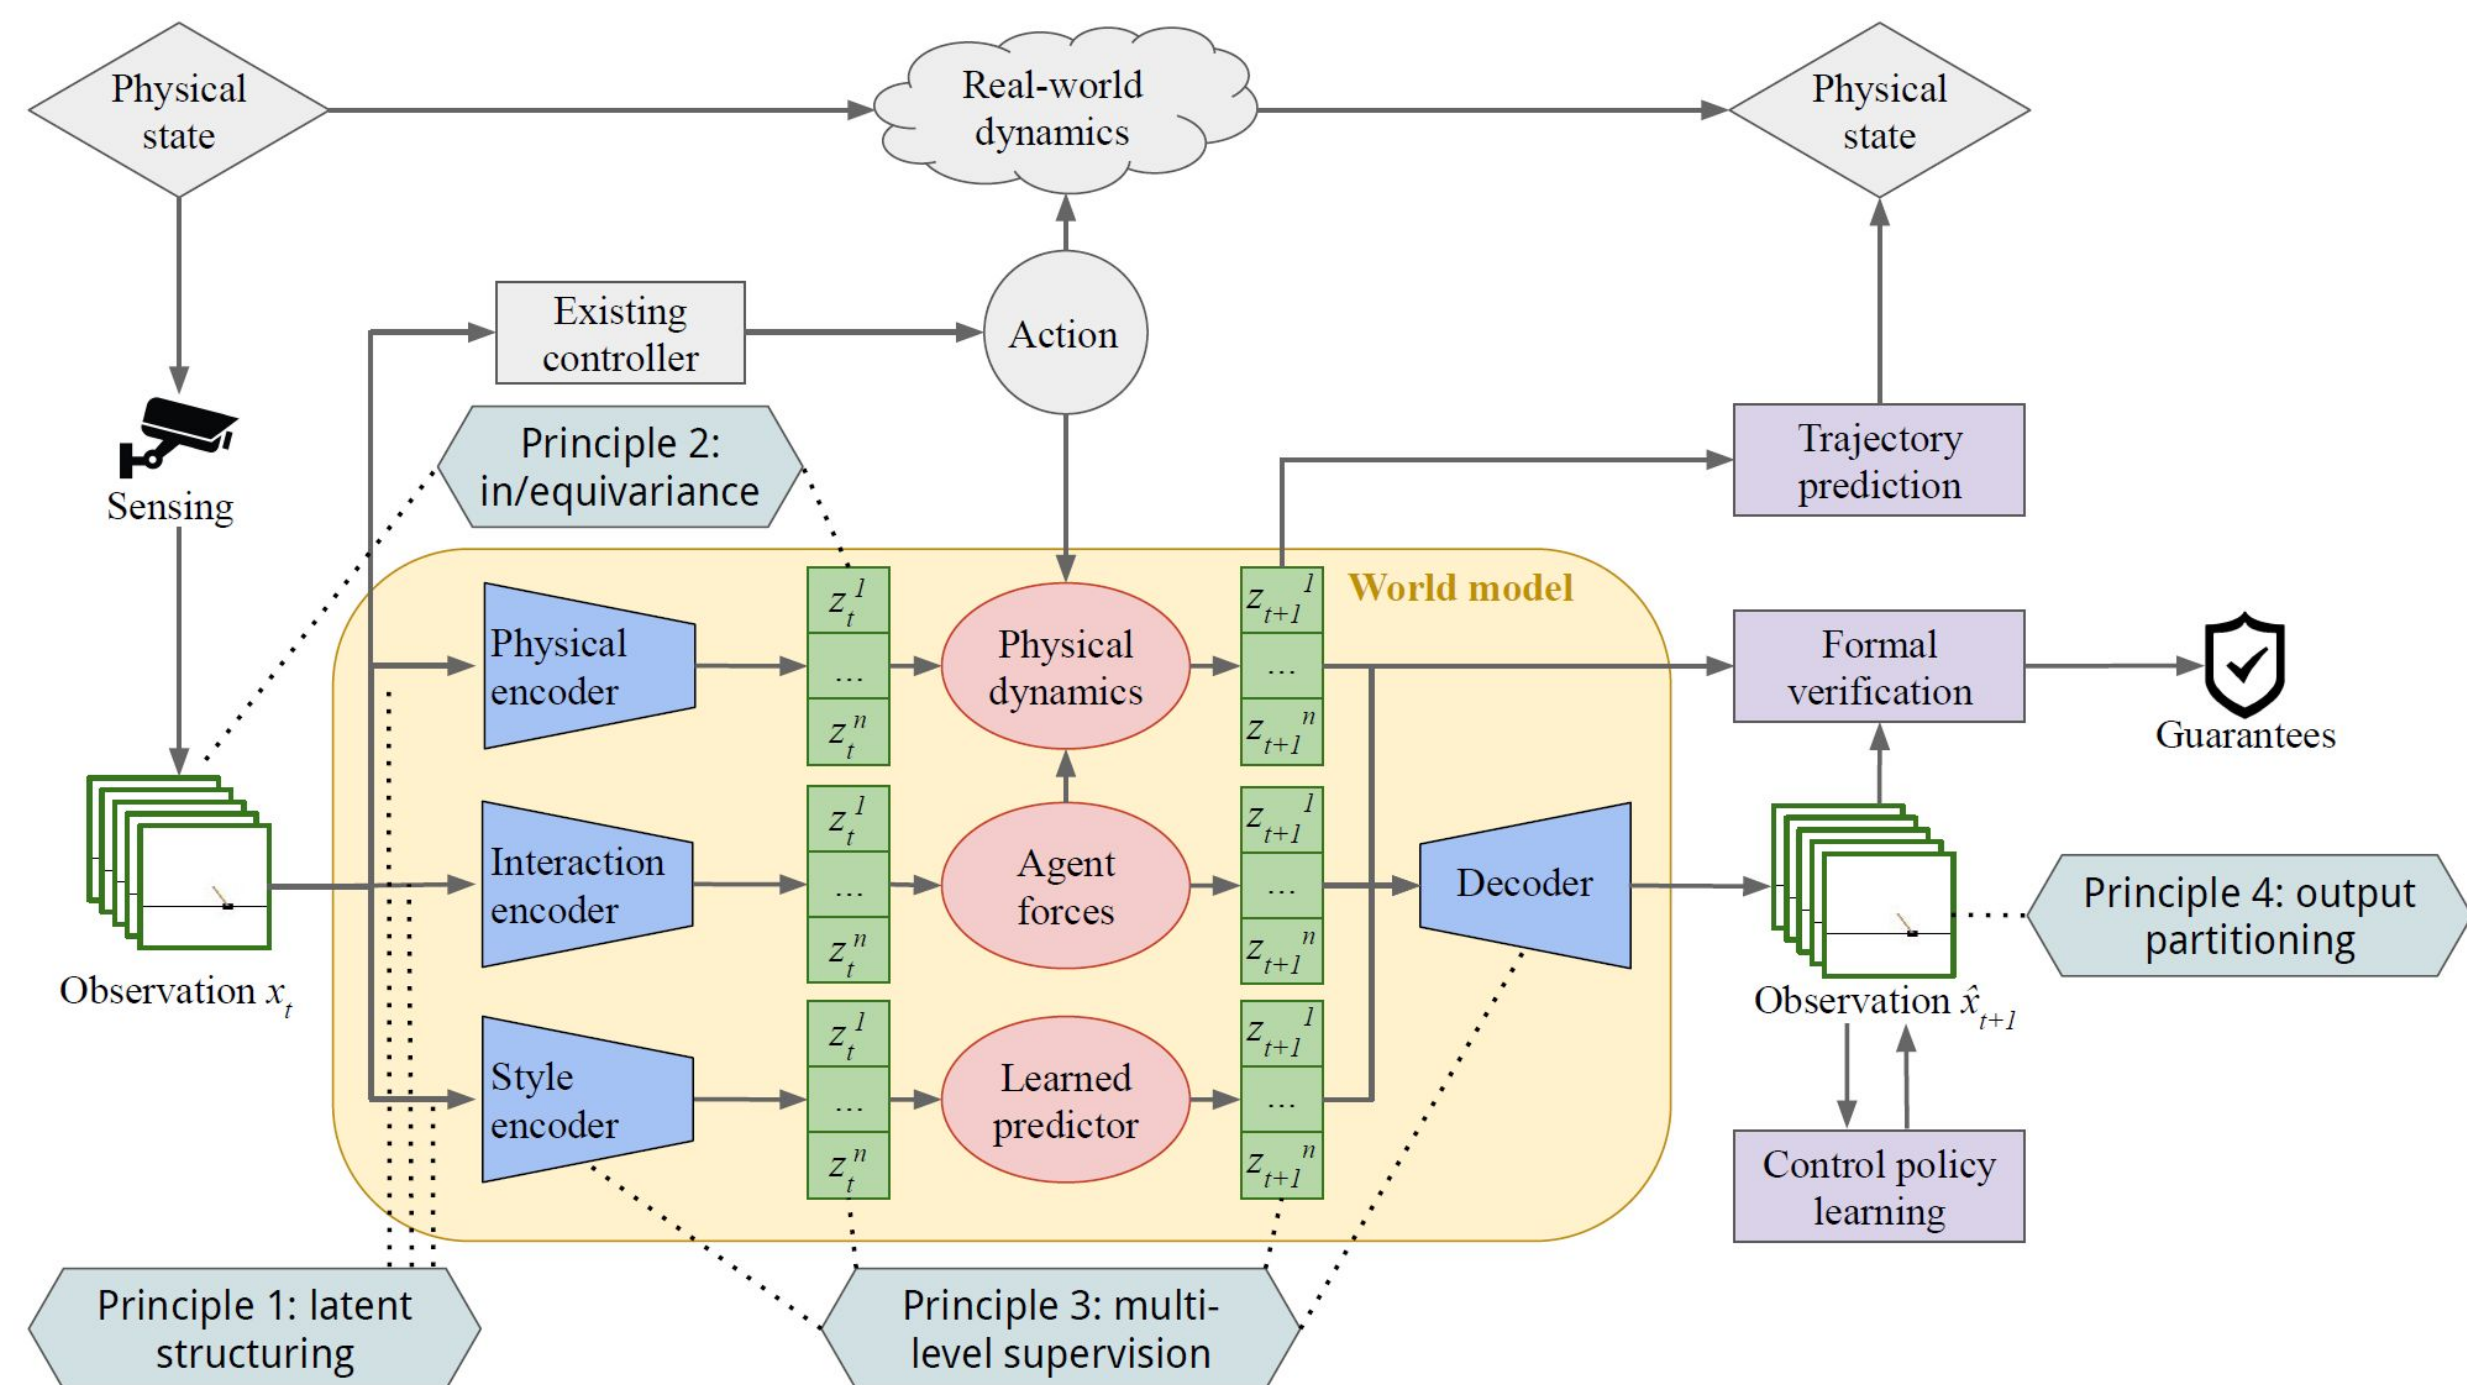 Physical
state
Real-world
dynamics
Physical
state
Existing
controller
Action
Sensing
Principle 2:
in/equivariance
Trajectory
prediction
World model
Physical
encoder
z_t^1
...
z_t^n
Physical
dynamics
z_{t+1}^1
...
z_{t+1}^n
Formal
verification
Guarantees
Observation x_t
Interaction
encoder
z_t^1
...
z_t^n
Agent
forces
z_{t+1}^1
...
z_{t+1}^n
Decoder
Observation x̂_{t+1}
Principle 4: output
partitioning
Style
encoder
z_t^1
...
z_t^n
Learned
predictor
z_{t+1}^1
...
z_{t+1}^n
Control policy
learning
Principle 1: latent
structuring
Principle 3: multi-
level supervision